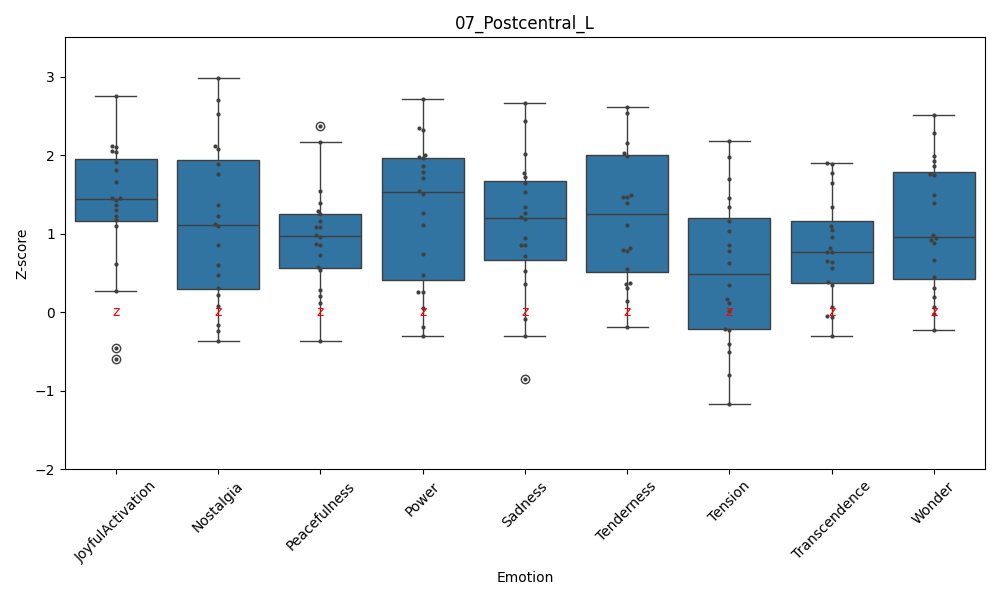 07_Postcentral_L
Z-score
3
2
1
0
−1
−2
z z z z z z z z z
JoyfulActivation
Nostalgia
Peacefulness
Power
Sadness
Tenderness
Tension
Transcendence
Wonder
Emotion